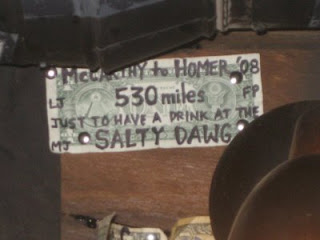 McCARTHY to HOMER '08
LJ 530 miles FP
JUST TO HAVE A DRINK AT THE
MJ SALTY DAWG